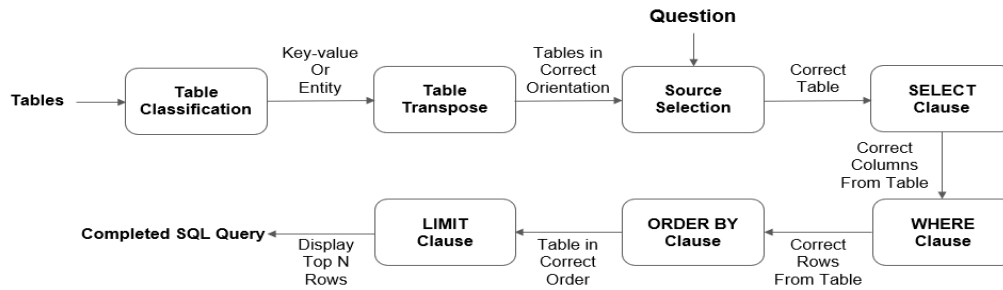 Question
Tables
Table
Classification
Key-value
Or
Entity
Table
Transpose
Tables in
Correct
Orientation
Source
Selection
Correct
Table
SELECT
Clause
Correct
Columns
From Table
WHERE
Clause
Correct
Rows
From Table
ORDER BY
Clause
Table in
Correct
Order
LIMIT
Clause
Display
Top N
Rows
Completed SQL Query